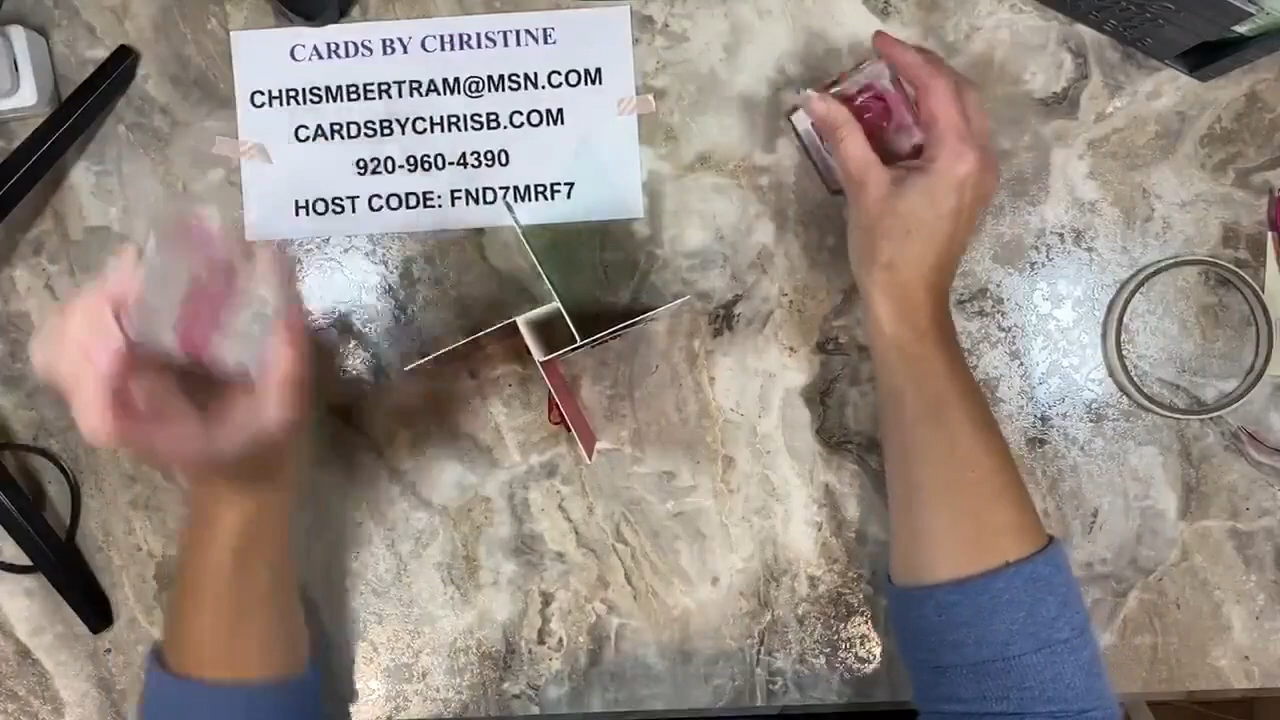 CARDS BY CHRISTINE
CHRISMBERTRAM@MSN.COM
CARDSBYCHRISB.COM
920-960-4390
HOST CODE: FND7MRF7